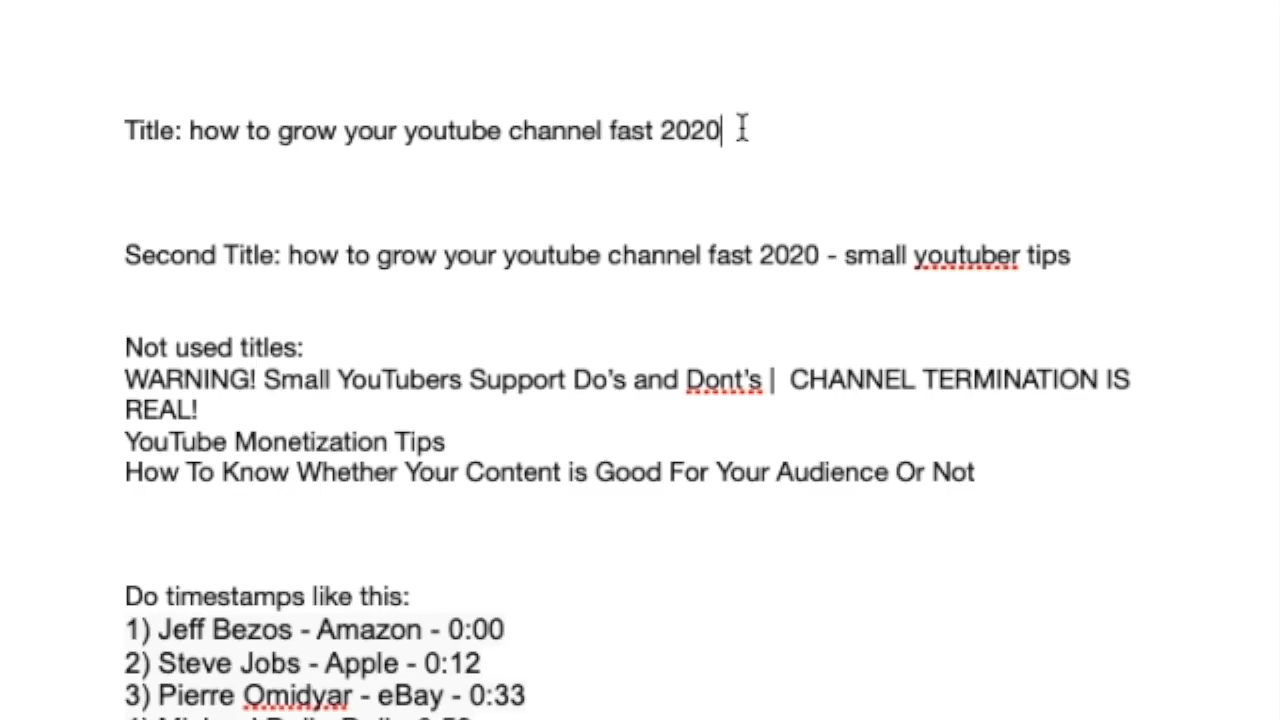 Title: how to grow your youtube channel fast 2020
Second Title: how to grow your youtube channel fast 2020 - small youtuber tips
Not used titles:
WARNING! Small YouTubers Support Do’s and Dont’s |  CHANNEL TERMINATION IS
REAL!
YouTube Monetization Tips
How To Know Whether Your Content is Good For Your Audience Or Not
Do timestamps like this:
1) Jeff Bezos - Amazon - 0:00
2) Steve Jobs - Apple - 0:12
3) Pierre Omidyar - eBay - 0:33